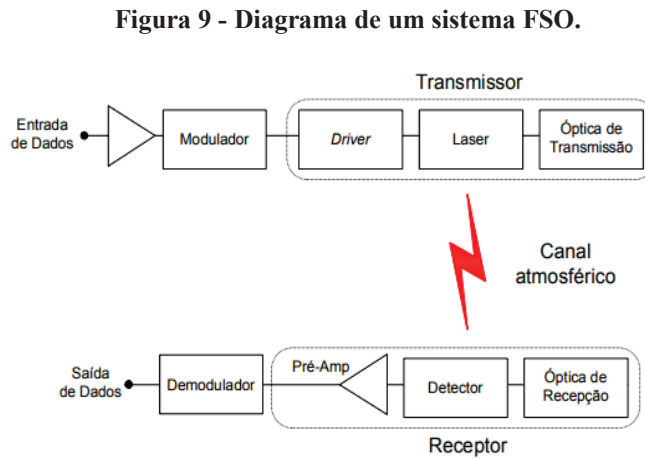 Figura 9 - Diagrama de um sistema FSO.
Transmissor
Entrada
de Dados
Modulador
Driver
Laser
Óptica de
Transmissão
Canal
atmosférico
Saída
de Dados
Demodulador
Pré-Amp
Detector
Óptica de
Recepção
Receptor